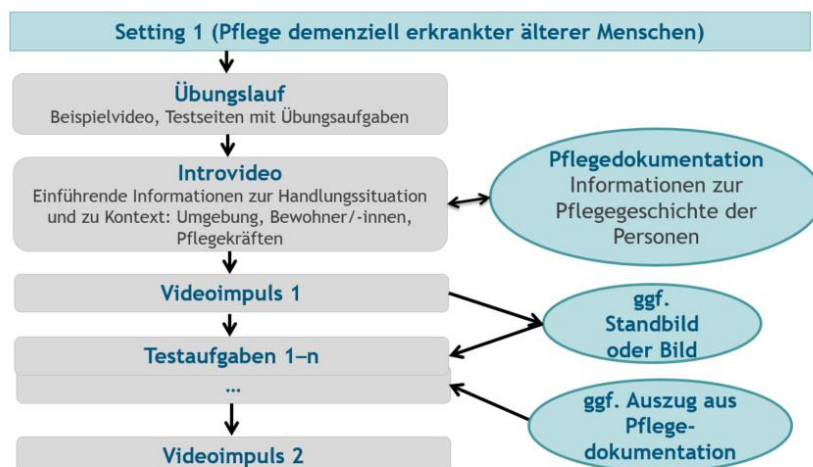 Setting 1 (Pflege demenziell erkrankter älterer Menschen)
Übungslauf
Beispielvideo, Testseiten mit Übungsaufgaben
Introvideo
Einführende Informationen zur Handlungssituation
und zu Kontext: Umgebung, Bewohner/-innen,
Pflegekräften
Pflegedokumentation
Informationen zur
Pflegegeschichte der
Personen
Videoimpuls 1
ggf.
Standbild
oder Bild
Testaufgaben 1–n
...
ggf. Auszug aus
Pflege-
dokumentation
Videoimpuls 2